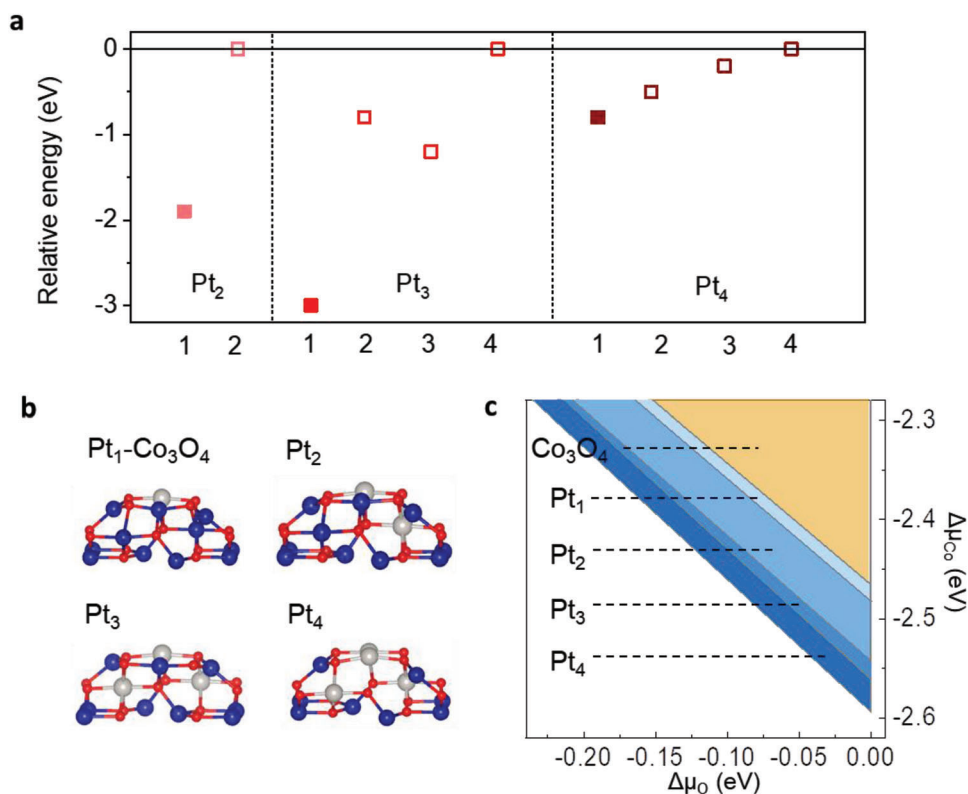 a
Relative energy (eV)
0
-1
-2
-3
Pt₂
Pt₃
Pt₄
1 2 1 2 3 4 1 2 3 4
b
Pt₁-Co₃O₄
Pt₂
Pt₃
Pt₄
c
Co₃O₄
Pt₁
Pt₂
Pt₃
Pt₄
-2.3
-2.4
-2.5
-2.6
Δμ_Co (eV)
-0.20 -0.15 -0.10 -0.05 0.00
Δμ_O (eV)